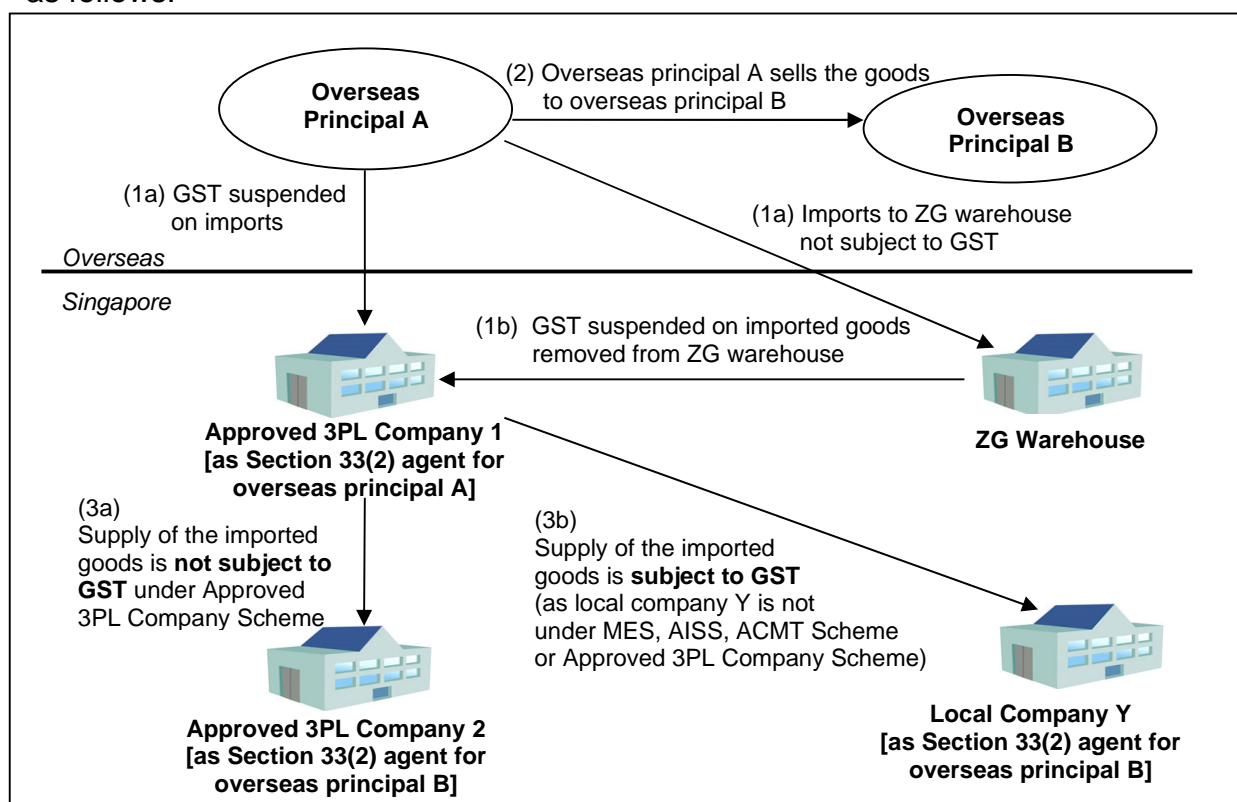 as follows:
(2) Overseas principal A sells the goods
to overseas principal B
Overseas
Principal A
Overseas
Principal B
(1a) GST suspended
on imports
(1a) Imports to ZG warehouse
not subject to GST
Overseas
Singapore
(1b) GST suspended on imported goods
removed from ZG warehouse
Approved 3PL Company 1
[as Section 33(2) agent for
overseas principal A]
ZG Warehouse
(3a)
Supply of the imported
goods is not subject to
GST under Approved
3PL Company Scheme
(3b)
Supply of the imported
goods is subject to GST
(as local company Y is not
under MES, AISS, ACMT Scheme
or Approved 3PL Company Scheme)
Approved 3PL Company 2
[as Section 33(2) agent for
overseas principal B]
Local Company Y
[as Section 33(2) agent for
overseas principal B]